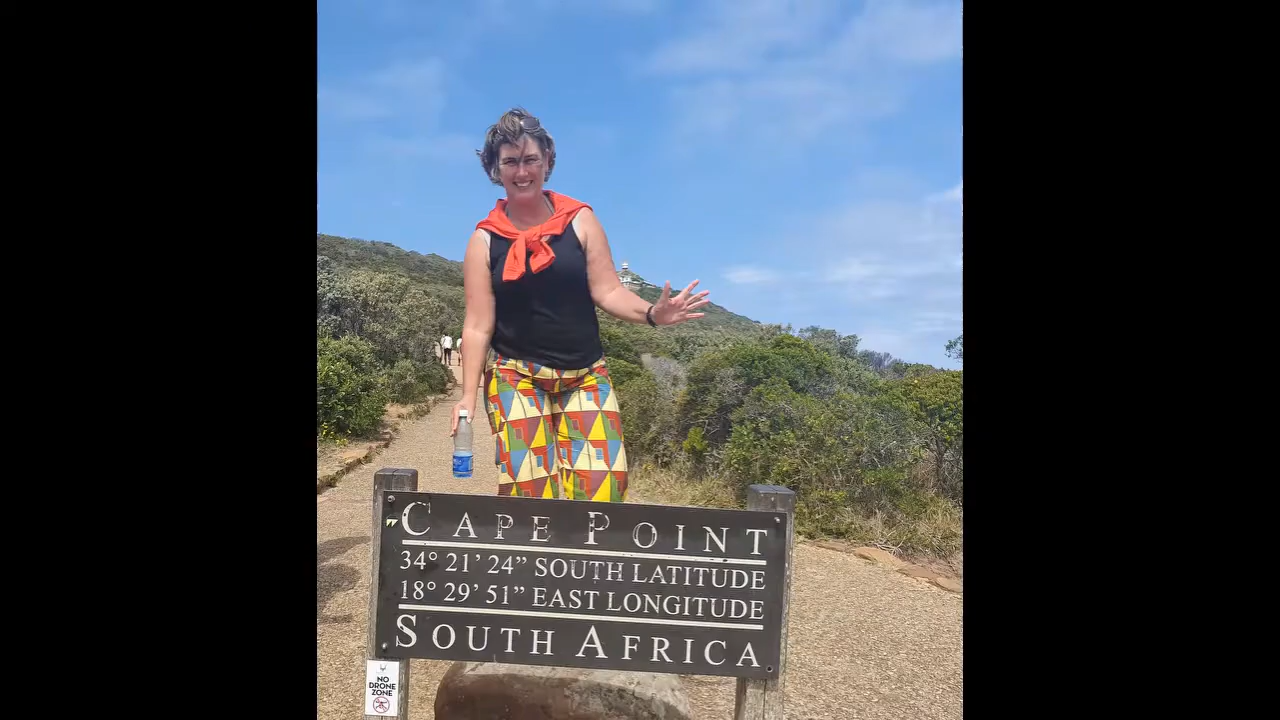 CAPE POINT
34° 21' 24" SOUTH LATITUDE
18° 29' 51" EAST LONGITUDE
SOUTH AFRICA
NO
DRONE
ZONE